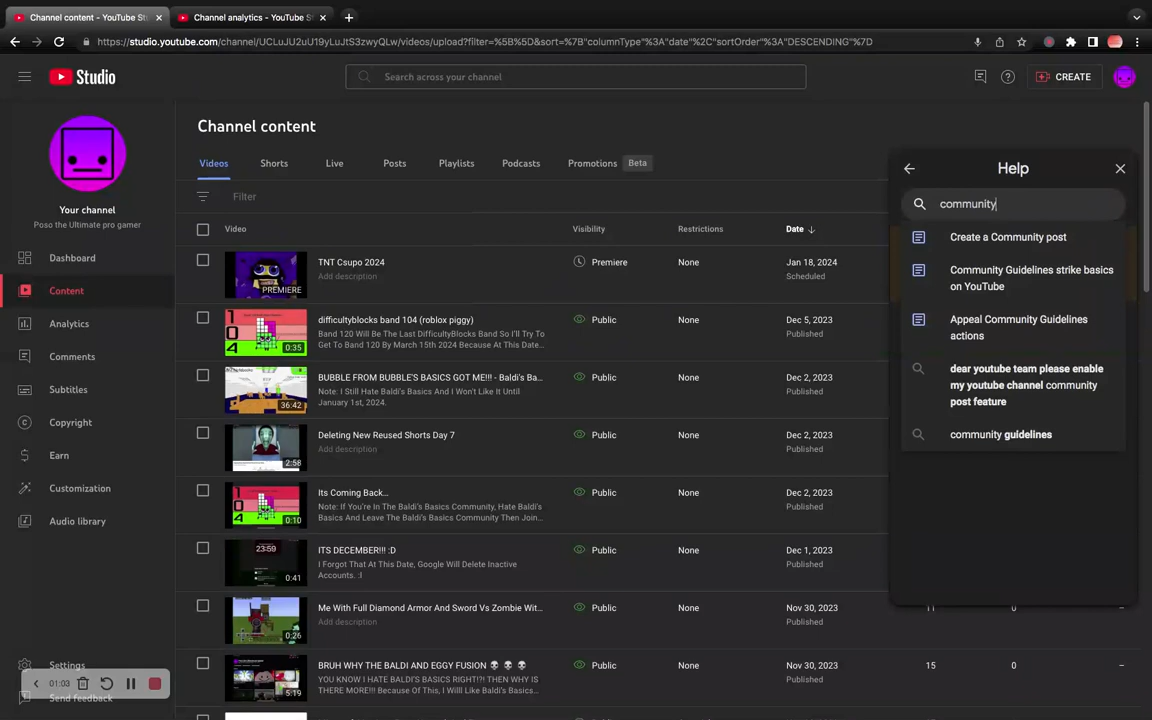 Channel content - YouTube St
Channel analytics - YouTube S
https://studio.youtube.com/channel/UCLuJU2uU19yLuJtS3zwyQLw/videos/upload?filter=%5B%5D&sort=%7B"columnType"%3A"date"%2C"sortOrder"%3A"DESCENDING"%7D
Studio
Search across your channel
CREATE
Your channel
Poso the Ultimate pro gamer
Dashboard
Content
Analytics
Comments
Subtitles
Copyright
Earn
Customization
Audio library
Settings
Send feedback
01:03
Channel content
Videos
Shorts
Live
Posts
Playlists
Podcasts
Promotions
Beta
Filter
Video
Visibility
Restrictions
Date
PREMIERE
TNT Csupo 2024
Add description
Premiere
None
Jan 18, 2024
Scheduled
104
0:35
difficultyblocks band 104 (roblox piggy)
Band 120 Will Be The Last DifficultyBlocks Band So I'll Try To
Get To Band 120 By March 15th 2024 Because At This Date,...
Public
None
Dec 5, 2023
Published
36:42
BUBBLE FROM BUBBLE'S BASICS GOT ME!!! - Baldi's Ba...
Note: I Still Hate Baldi's Basics And I Won't Like It Until
January 1st, 2024.
Public
None
Dec 2, 2023
Published
2:58
Deleting New Reused Shorts Day 7
Add description
Public
None
Dec 2, 2023
Published
104
0:10
Its Coming Back...
Note: If You're In The Baldi's Basics Community, Hate Baldi's
Basics And Leave The Baldi's Basics Community Then Join...
Public
None
Dec 2, 2023
Published
23:59
0:41
ITS DECEMBER!!! :D
I Forgot That At This Date, Google Will Delete Inactive
Accounts. :I
Public
None
Dec 1, 2023
Published
0:26
Me With Full Diamond Armor And Sword Vs Zombie Wit...
Add description
Public
None
Nov 30, 2023
Published
11
0
–
5:19
BRUH WHY THE BALDI AND EGGY FUSION 💀 💀 💀
YOU KNOW I HATE BALDI'S BASICS RIGHT!?! THEN WHY IS
THERE MORE!!! Because Of This, I Willl Like Baldi's Basics...
Public
None
Nov 30, 2023
Published
15
0
–
Help
community
Create a Community post
Community Guidelines strike basics
on YouTube
Appeal Community Guidelines
actions
dear youtube team please enable
my youtube channel community
post feature
community guidelines